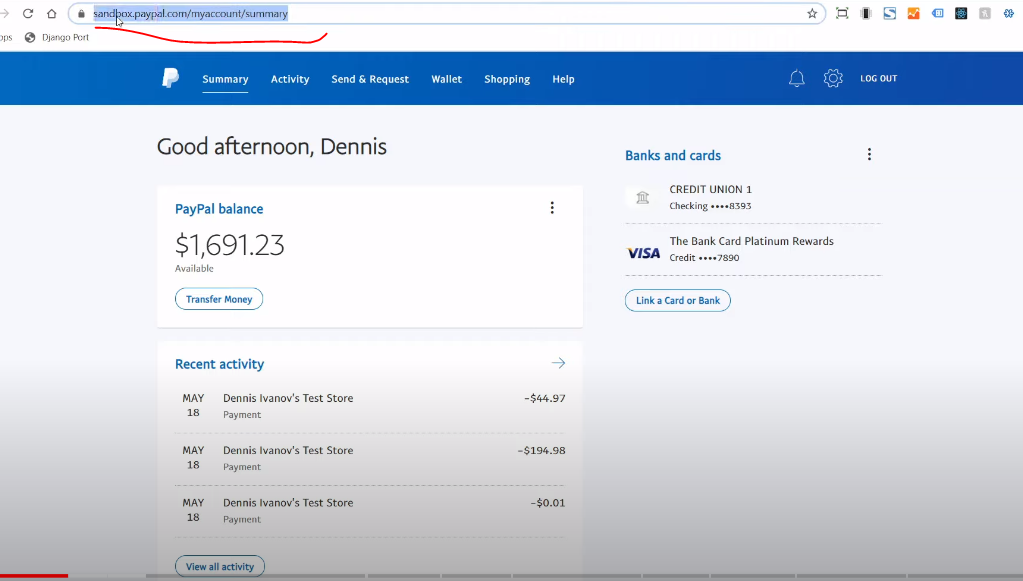 sandbox.paypal.com/myaccount/summary
ops Django Port
Summary Activity Send & Request Wallet Shopping Help LOG OUT
Good afternoon, Dennis
PayPal balance
$1,691.23
Available
Transfer Money
Banks and cards
CREDIT UNION 1
Checking ••••8393
VISA
The Bank Card Platinum Rewards
Credit ••••7890
Link a Card or Bank
Recent activity
MAY 18
Dennis Ivanov's Test Store
Payment
-$44.97
MAY 18
Dennis Ivanov's Test Store
Payment
-$194.98
MAY 18
Dennis Ivanov's Test Store
Payment
-$0.01
View all activity